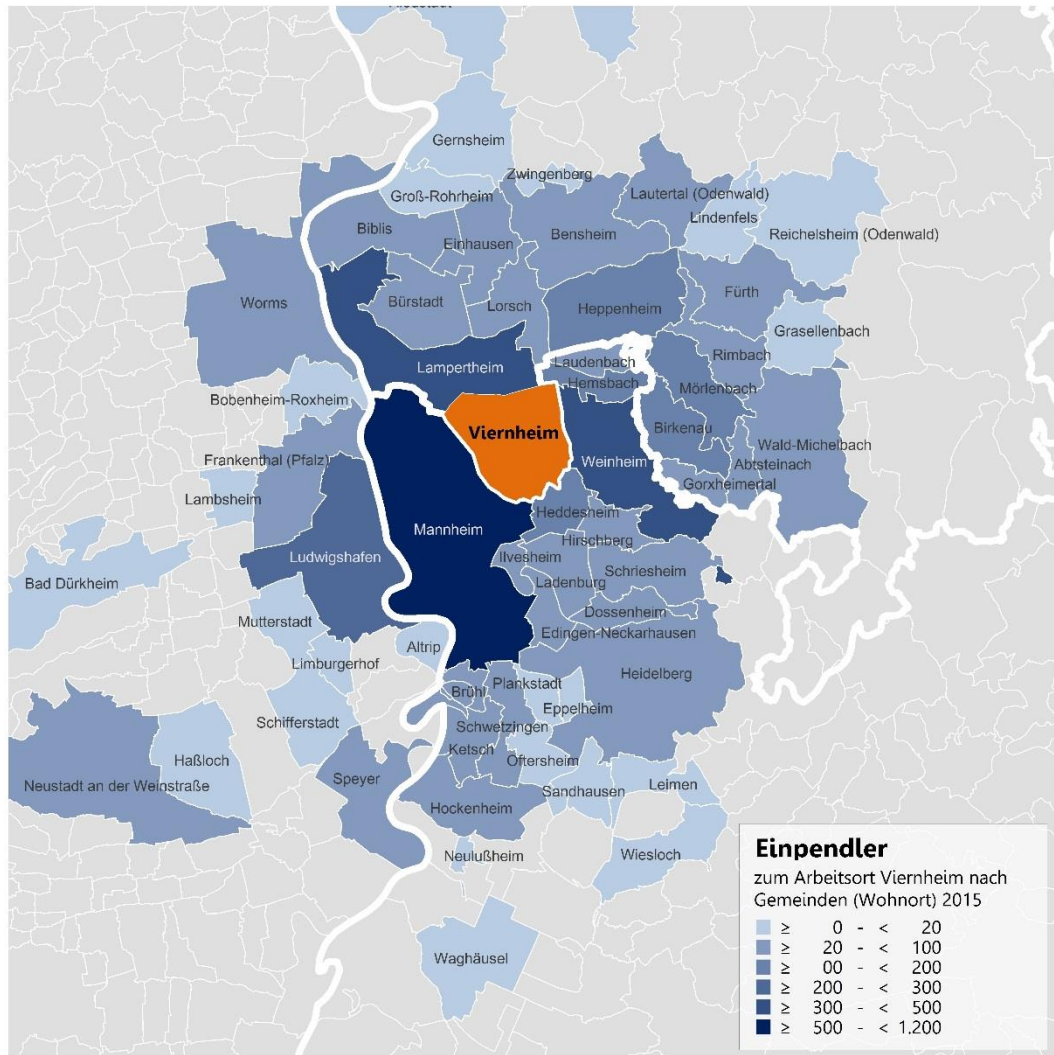 Gernsheim
Zwingenberg
Groß-Rohrheim
Lautertal (Odenwald)
Lindenfels
Biblis
Einhausen
Bensheim
Reichelsheim (Odenwald)
Worms
Bürstadt
Lorsch
Heppenheim
Fürth
Grasellenbach
Lampertheim
Laudenbach
Rimbach
Hemsbach
Mörlenbach
Bobenheim-Roxheim
Viernheim
Birkenau
Wald-Michelbach
Frankenthal (Pfalz)
Weinheim
Abtsteinach
Lambsheim
Gorxheimertal
Mannheim
Heddesheim
Hirschberg
Ludwigshafen
Ilvesheim
Schriesheim
Bad Dürkheim
Ladenburg
Dossenheim
Mutterstadt
Altrip
Edingen-Neckarhausen
Limburgerhof
Heidelberg
Plankstadt
Brühl
Eppelheim
Schifferstadt
Schwetzingen
Haßloch
Ketsch
Oftersheim
Neustadt an der Weinstraße
Speyer
Leimen
Sandhausen
Hockenheim
Neulußheim
Wiesloch
Waghäusel
Einpendler
zum Arbeitsort Viernheim nach
Gemeinden (Wohnort) 2015
≥ 0 - < 20
≥ 20 - < 100
≥ 00 - < 200
≥ 200 - < 300
≥ 300 - < 500
≥ 500 - < 1.200